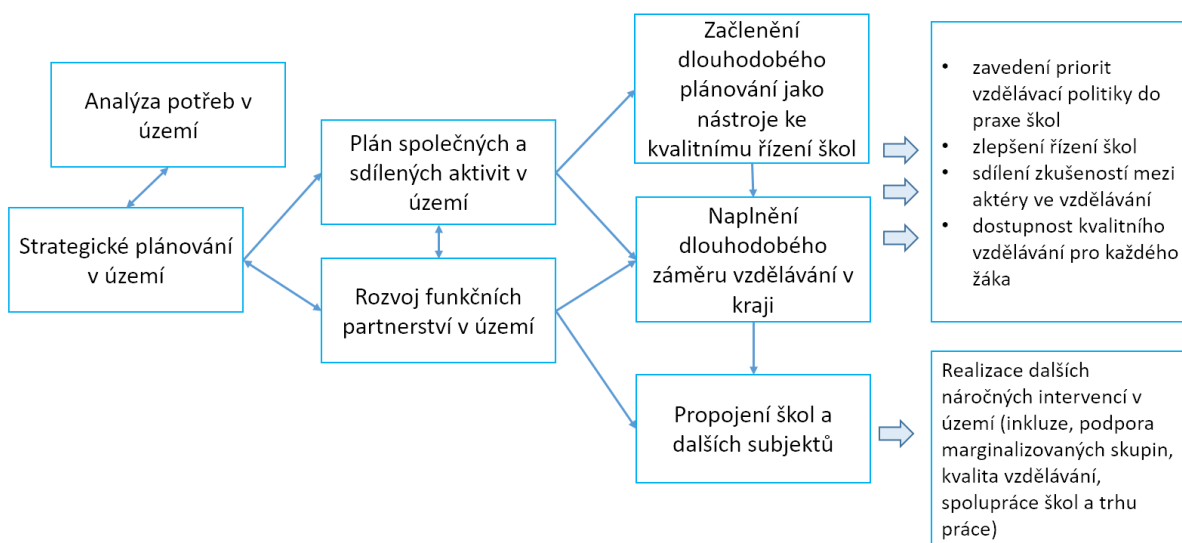 Analýza potřeb v
území
Strategické plánování
v území
Plán společných a
sdílených aktivit v
území
Rozvoj funkčních
partnerství v území
Začlenění
dlouhodobého
plánování jako
nástroje ke
kvalitnímu řízení škol
Naplnění
dlouhodobého
záměru vzdělávání v
kraji
Propojení škol a
dalších subjektů
• zavedení priorit
vzdělávací politiky do
praxe škol
• zlepšení řízení škol
• sdílení zkušeností mezi
aktéry ve vzdělávání
• dostupnost kvalitního
vzdělávání pro každého
žáka
Realizace dalších
náročných intervencí v
území (inkluze, podpora
marginalizovaných skupin,
kvalita vzdělávání,
spolupráce škol a trhu
práce)